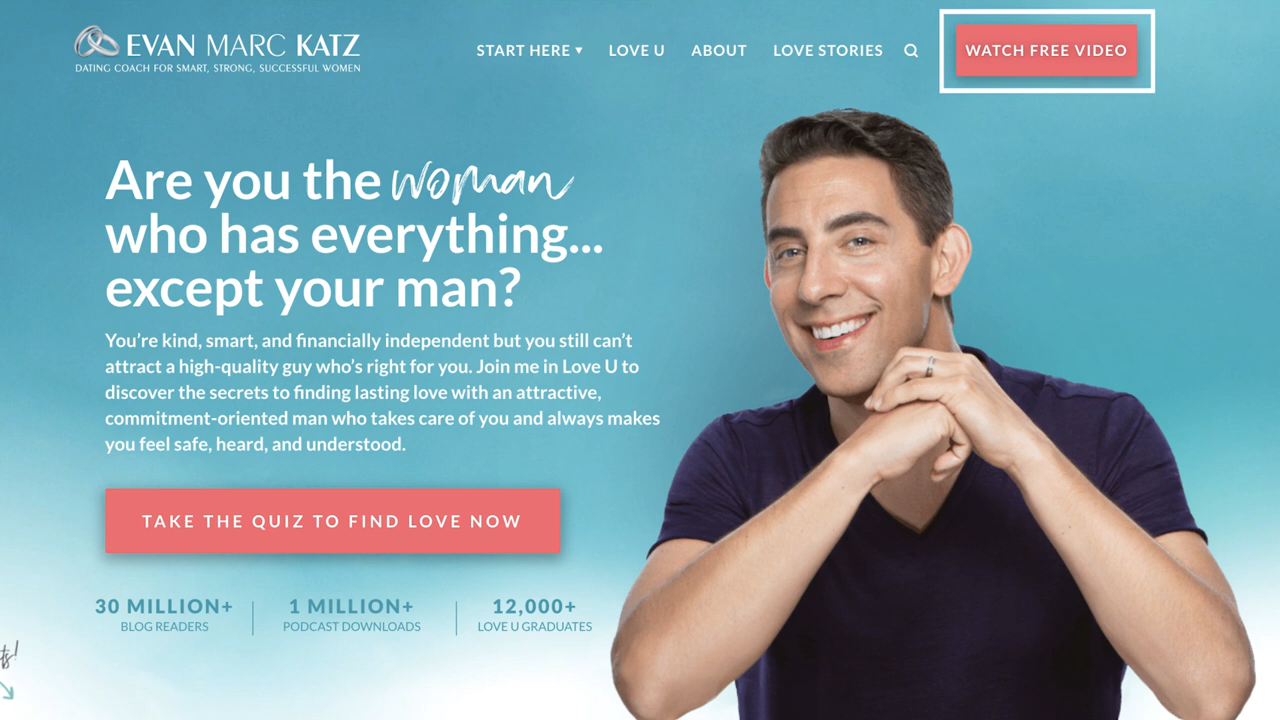 EVAN MARC KATZ
DATING COACH FOR SMART, STRONG, SUCCESSFUL WOMEN
START HERE ▾ LOVE U ABOUT LOVE STORIES
WATCH FREE VIDEO
Are you the woman
who has everything...
except your man?
You’re kind, smart, and financially independent but you still can’t
attract a high-quality guy who’s right for you. Join me in Love U to
discover the secrets to finding lasting love with an attractive,
commitment-oriented man who takes care of you and always makes
you feel safe, heard, and understood.
TAKE THE QUIZ TO FIND LOVE NOW
30 MILLION+
BLOG READERS
1 MILLION+
PODCAST DOWNLOADS
12,000+
LOVE U GRADUATES